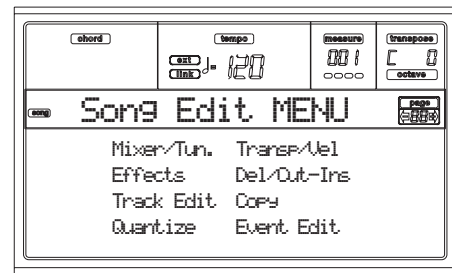 chord tempo measure transpose
ext ♩= 120 001 C 0
link octave
song Song Edit MENU page
Mixer/Tun. Transp/Vel
Effects Del/Cut-Ins
Track Edit Copy
Quantize Event Edit